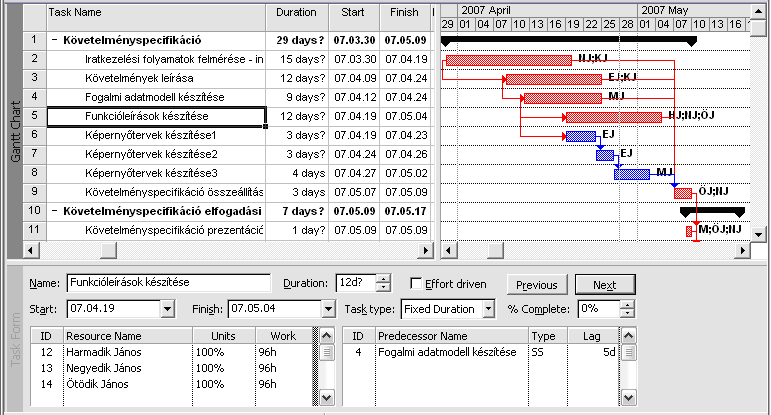 Task Name Duration Start Finish
2007 April 2007 May
29 01 04 07 10 13 16 19 22 25 28 01 04 07 10 13 16
1 − Követelményspecifikáció 29 days? 07.03.30 07.05.09
2 Iratkezelési folyamatok felmérése - in 15 days? 07.03.30 07.04.19 NJ;KJ
3 Követelmények leírása 12 days? 07.04.09 07.04.24 EJ;KJ
4 Fogalmi adatmodell készítése 9 days? 07.04.12 07.04.24 MJ
5 Funkcióleírások készítése 12 days? 07.04.19 07.05.04 HJ;NJ;ÖJ
6 Képernyőtervek készítése1 3 days? 07.04.19 07.04.23 EJ
7 Képernyőtervek készítése2 3 days? 07.04.24 07.04.26 EJ
8 Képernyőtervek készítése3 4 days 07.04.27 07.05.02 MJ
9 Követelményspecifikáció összeállítás 3 days 07.05.07 07.05.09 ÖJ;NJ
10 − Követelményspecifikáció elfogadási 7 days? 07.05.09 07.05.17
11 Követelményspecifikáció prezentáció 1 day? 07.05.09 07.05.09 M;ÖJ;NJ
Gantt Chart
Name: Funkcióleírások készítése Duration: 12d? Effort driven Previous Next
Start: 07.04.19 Finish: 07.05.04 Task type: Fixed Duration % Complete: 0%
ID Resource Name Units Work ID Predecessor Name Type Lag
12 Harmadik János 100% 96h 4 Fogalmi adatmodell készítése SS 5d
13 Negyedik János 100% 96h
14 Ötödik János 100% 96h
Task Form